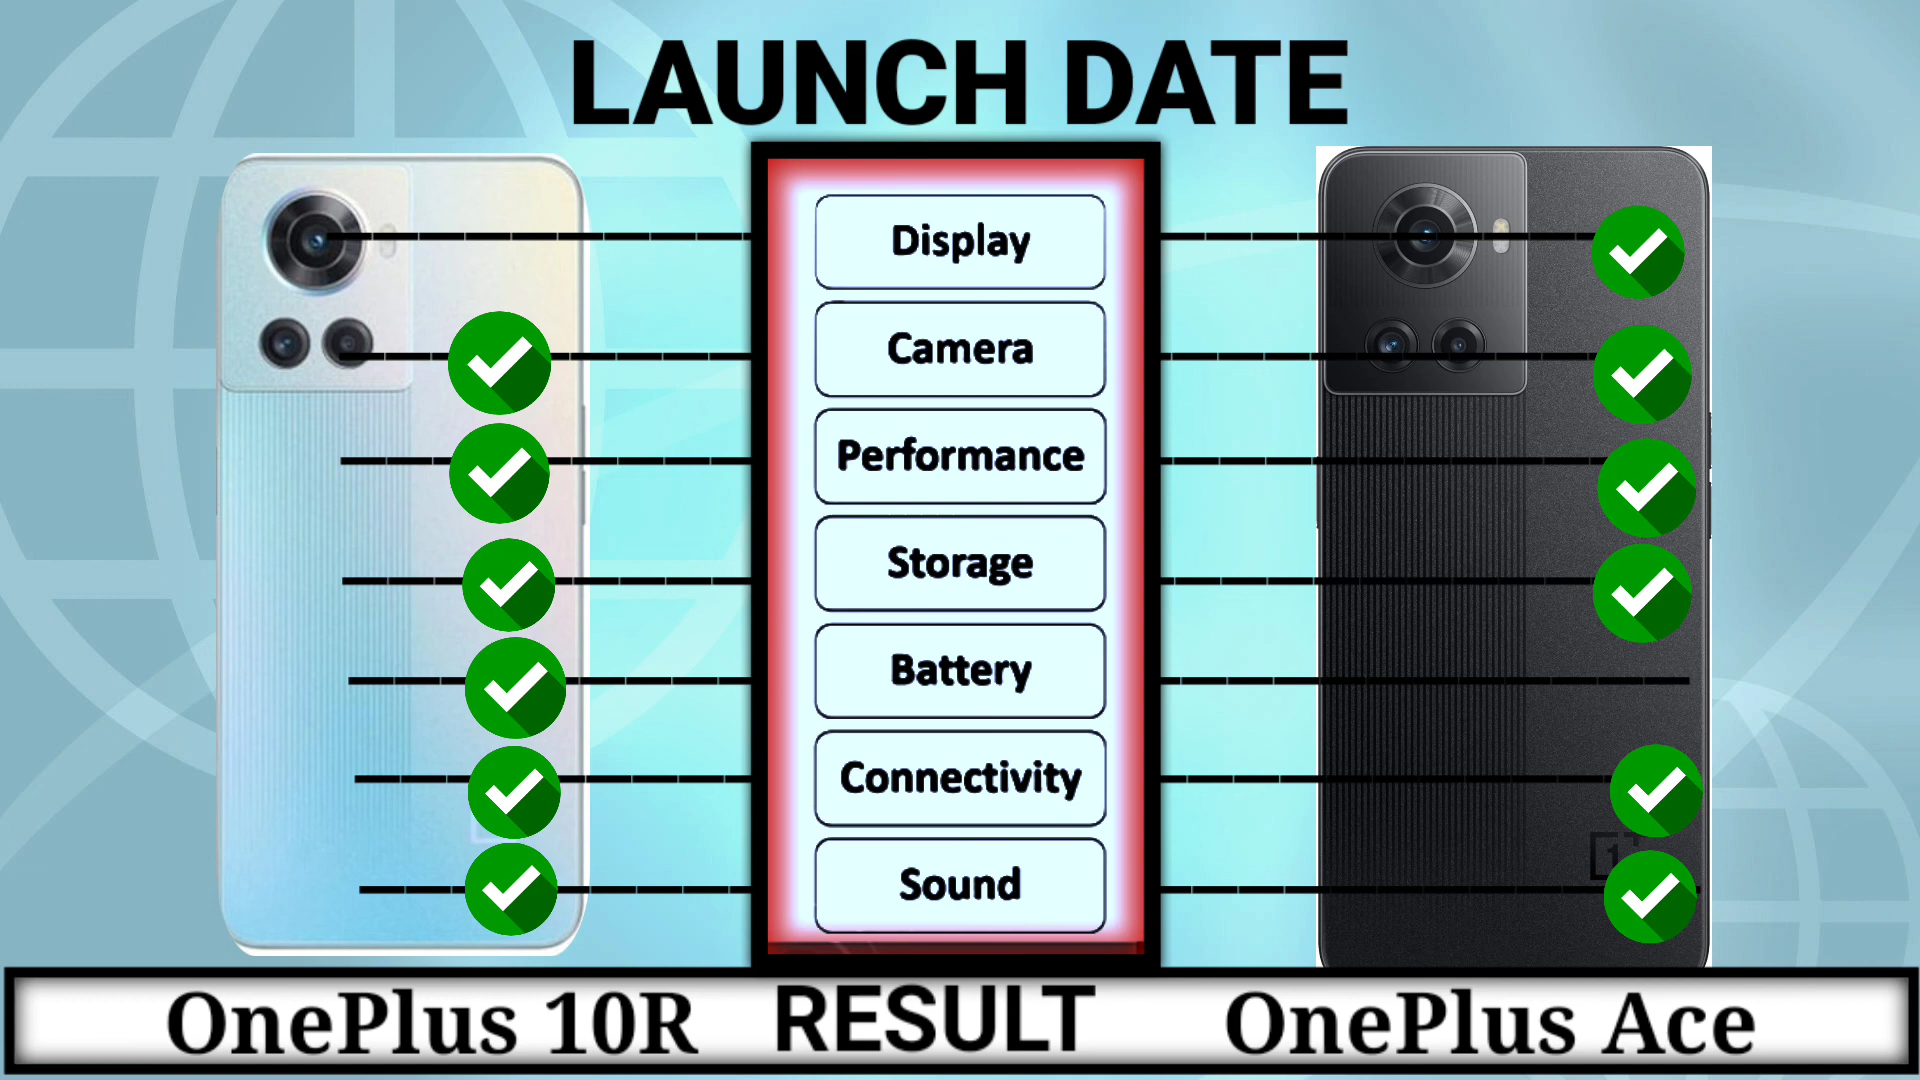 LAUNCH DATE
Display
Camera
Performance
Storage
Battery
Connectivity
Sound
OnePlus 10R RESULT OnePlus Ace